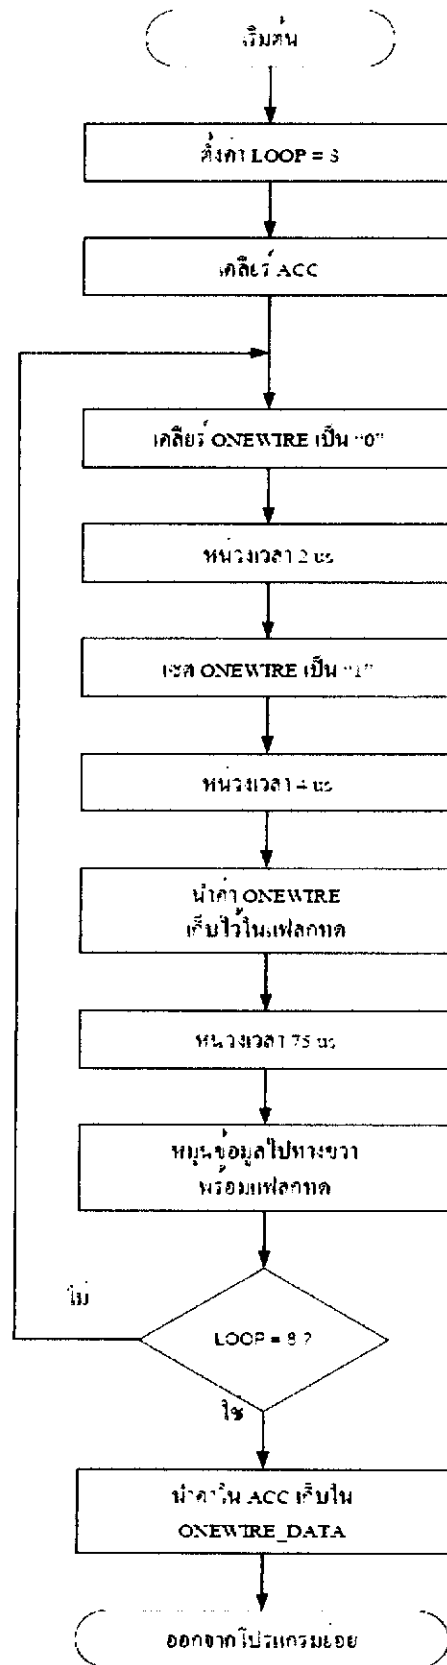 เริ่มต้น
ตั้งค่า LOOP = 8
เคลียร์ ACC
เคลียร์ ONEWIRE เป็น "0"
หน่วงเวลา 2 us
เซต ONEWIRE เป็น "1"
หน่วงเวลา 4 us
นำค่า ONEWIRE
เก็บไว้ในแฟลกทด
หน่วงเวลา 75 us
หมุนข้อมูลไปทางขวา
พร้อมแฟลกทด
ไม่
LOOP = 8 ?
ใช่
นำค่าใน ACC เก็บใน
ONEWIRE_DATA
ออกจากโปรแกรมย่อย